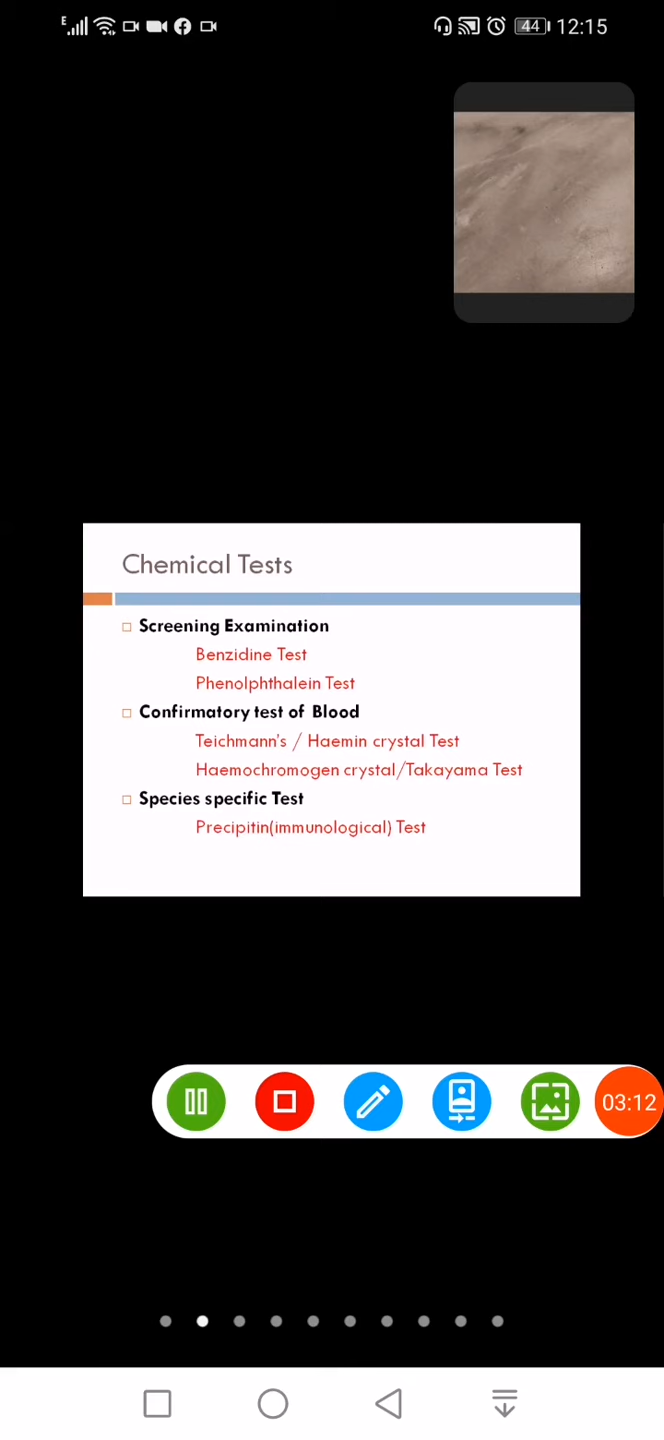 E 44 12:15
Chemical Tests
Screening Examination
Benzidine Test
Phenolphthalein Test
Confirmatory test of Blood
Teichmann's / Haemin crystal Test
Haemochromogen crystal/Takayama Test
Species specific Test
Precipitin(immunological) Test
03:12